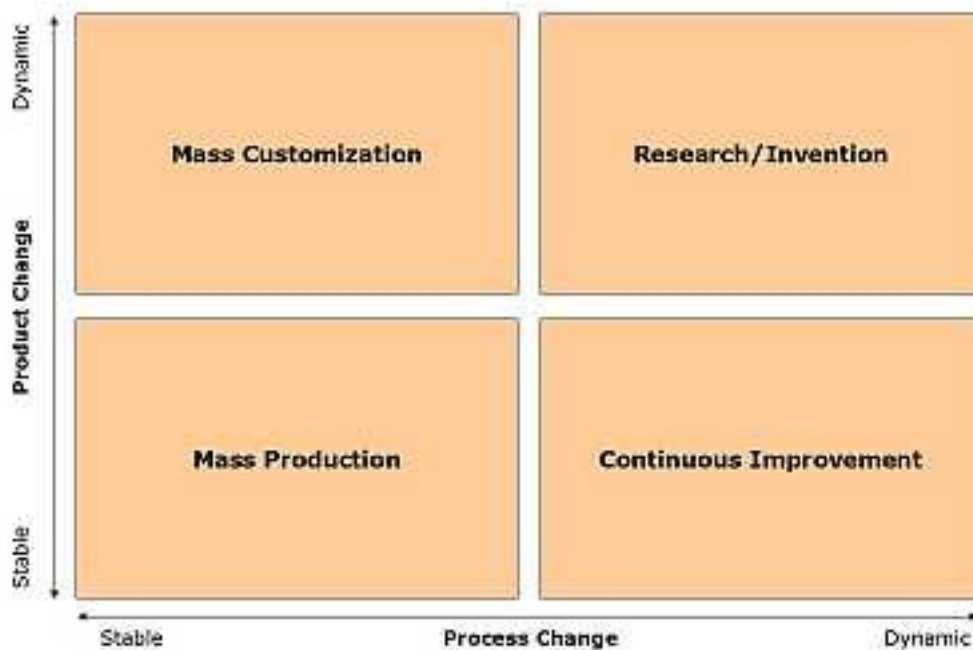 Dynamic
Mass Customization
Research/Invention
Product Change
Mass Production
Continuous Improvement
Stable
Stable
Process Change
Dynamic